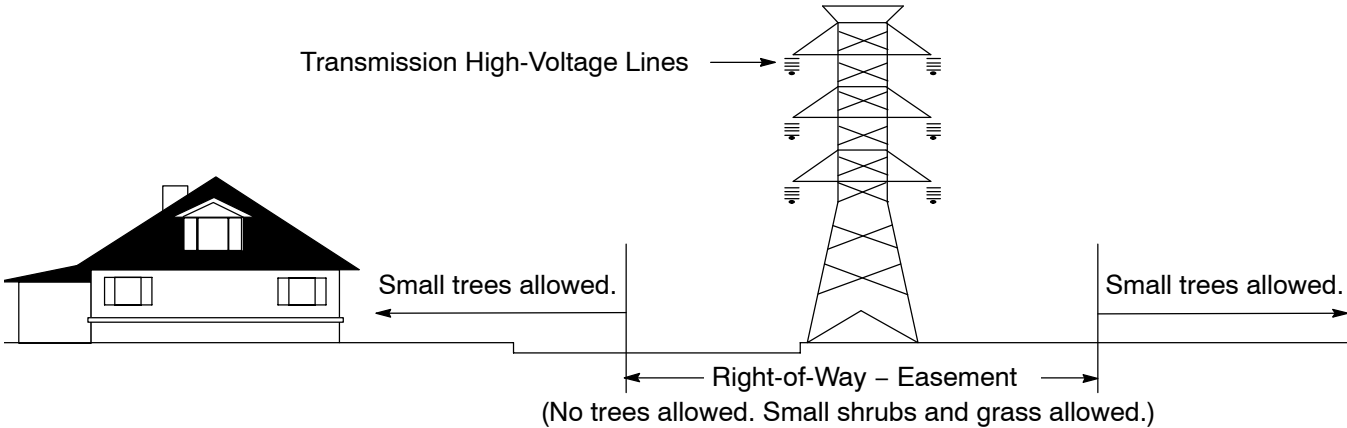 Transmission High-Voltage Lines
Small trees allowed.
Small trees allowed.
Right-of-Way – Easement
(No trees allowed. Small shrubs and grass allowed.)